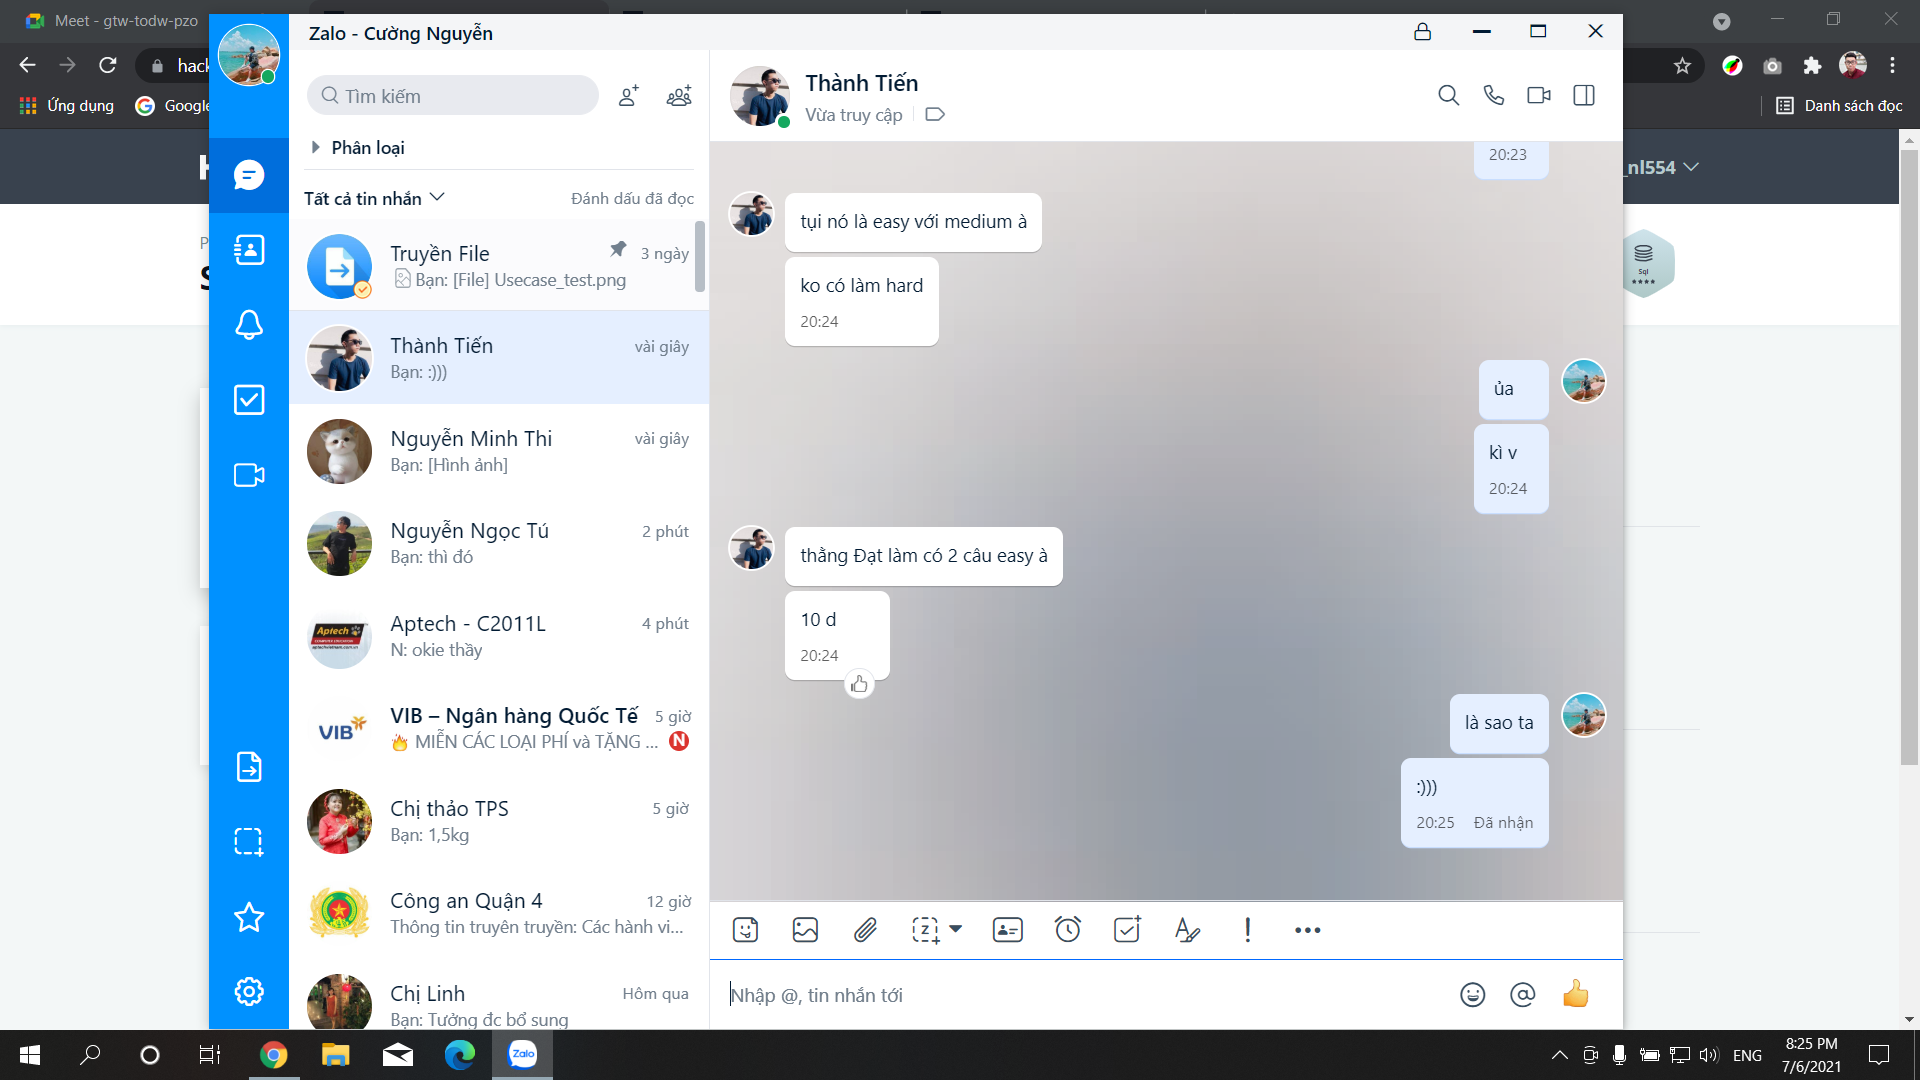 Meet - gtw-todw-pzo
Zalo - Cường Nguyễn
hack
Ứng dụng
Google
Danh sách đọc
Tìm kiếm
Phân loại
Tất cả tin nhắn
Đánh dấu đã đọc
Truyền File
3 ngày
Bạn: [File] Usecase_test.png
Thành Tiến
vài giây
Bạn: :)))
Nguyễn Minh Thi
vài giây
Bạn: [Hình ảnh]
Nguyễn Ngọc Tú
2 phút
Bạn: thì đó
Aptech
Aptech - C2011L
4 phút
N: okie thầy
VIB
VIB – Ngân hàng Quốc Tế
5 giờ
MIỄN CÁC LOẠI PHÍ và TẶNG ...
N
Chị thảo TPS
5 giờ
Bạn: 1,5kg
Công an Quận 4
12 giờ
Thông tin truyên truyền: Các hành vi...
Chị Linh
Hôm qua
Bạn: Tưởng đc bổ sung
Thành Tiến
Vừa truy cập
20:23
tụi nó là easy với medium à
ko có làm hard
20:24
ủa
kì v
20:24
thằng Đạt làm có 2 câu easy à
10 d
20:24
là sao ta
:)))
20:25 Đã nhận
Nhập @, tin nhắn tới
_nl554
Sql
Zalo
ENG
8:25 PM
7/6/2021